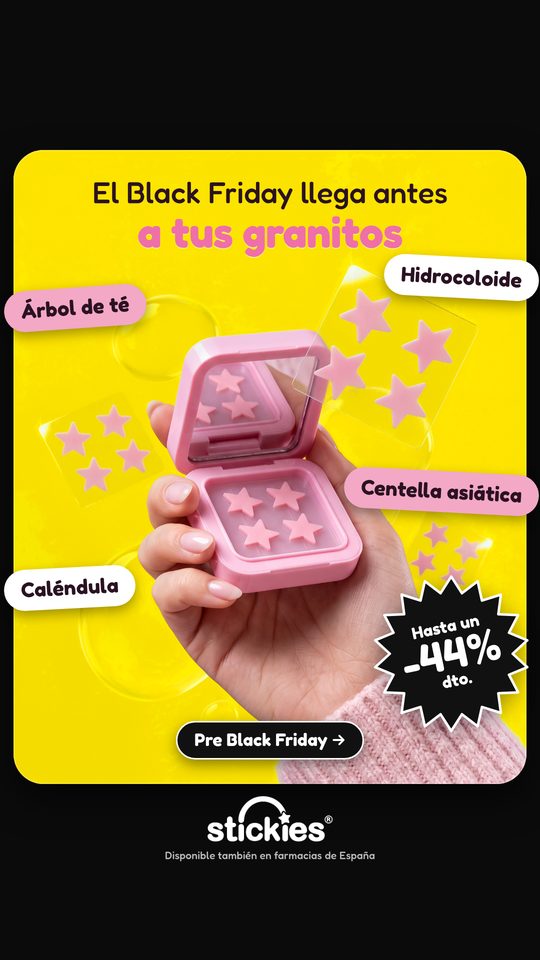 El Black Friday llega antes
a tus granitos
Hidrocoloide
Árbol de té
Centella asiática
Caléndula
Hasta un
-44%
dto.
Pre Black Friday →
stickies®
Disponible también en farmacias de España